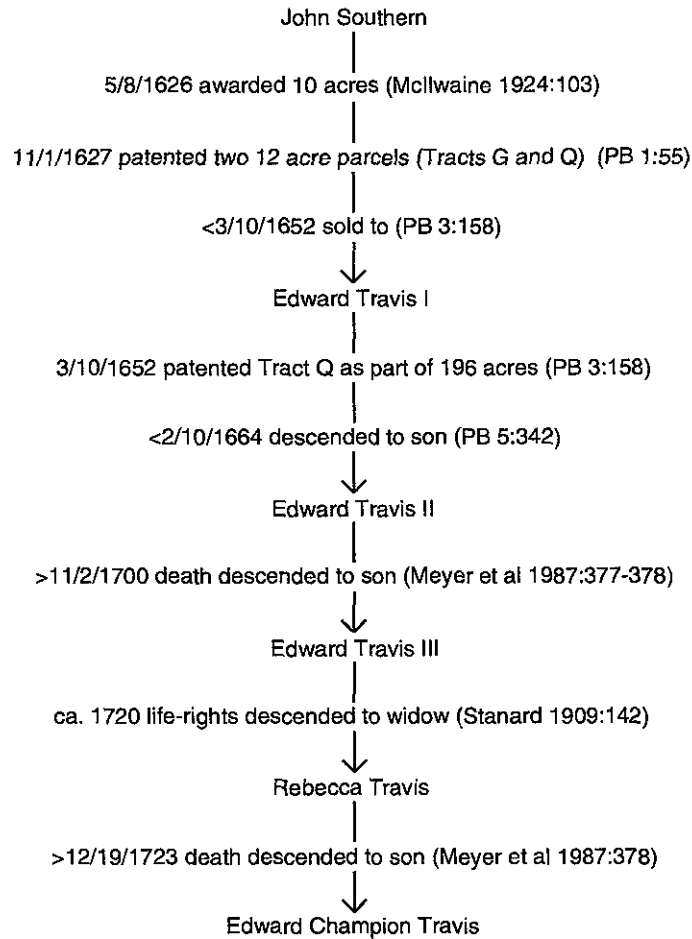 John Southern
5/8/1626 awarded 10 acres (McIlwaine 1924:103)
11/1/1627 patented two 12 acre parcels (Tracts G and Q) (PB 1:55)
<3/10/1652 sold to (PB 3:158)
Edward Travis I
3/10/1652 patented Tract Q as part of 196 acres (PB 3:158)
<2/10/1664 descended to son (PB 5:342)
Edward Travis II
>11/2/1700 death descended to son (Meyer et al 1987:377-378)
Edward Travis III
ca. 1720 life-rights descended to widow (Stanard 1909:142)
Rebecca Travis
>12/19/1723 death descended to son (Meyer et al 1987:378)
Edward Champion Travis